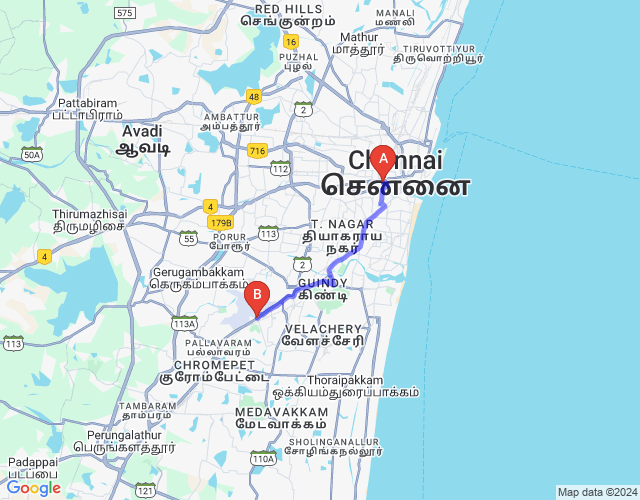 RED HILLS
செங்குன்றம்
MANALI
மணலி
575
Mathur
மாத்தூர்
16
PUZHAL
புழல்
TIRUVOTTIYUR
திருவொற்றியூர்
48
Pattabiram
பட்டாபிராம்
2
AMBATTUR
அம்பத்தூர்
Avadi
ஆவடி
50A
716
112
A
Chennai
சென்னை
4
Thirumazhisai
திருமழிசை
4
179B
T. NAGAR
தியாகராய
நகர்
55
PORUR
போரூர்
113
4
2
Gerugambakkam
கெருகம்பாக்கம்
GUINDY
கிண்டி
B
113A
VELACHERY
வேளச்சேரி
113
PALLAVARAM
பல்லாவரம்
CHROMEPET
குரோம்பேட்டை
Thoraipakkam
ஒக்கியம்துரைப்பாக்கம்
TAMBARAM
தாம்பரம்
MEDAVAKKAM
மேடவாக்கம்
Perungalathur
பெருங்களத்தூர்
SHOLINGANALLUR
சோழிங்கநல்லூர்
Padappai
படப்பை
110A
121
Google
Map data ©2024